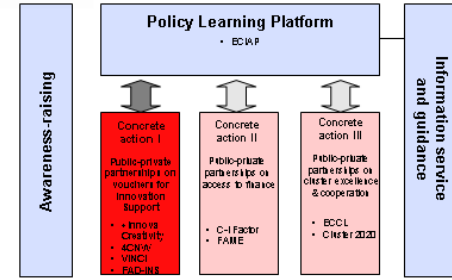 Policy Learning Platform
• ECIAP
Awareness-raising
Information service
and guidance
Concrete
action I
Public-private
partnerships on
vouchers for
Innovation
Support
• +Innova
Creativity
• 4CNW
• VINCI
• FAD-INS
Concrete
action II
Public-private
partnerships on
access to finance
• C-I Factor
• FAME
Concrete
action III
Public-private
partnerships on
cluster excellence
& cooperation
• ECCL
• Cluster 2020